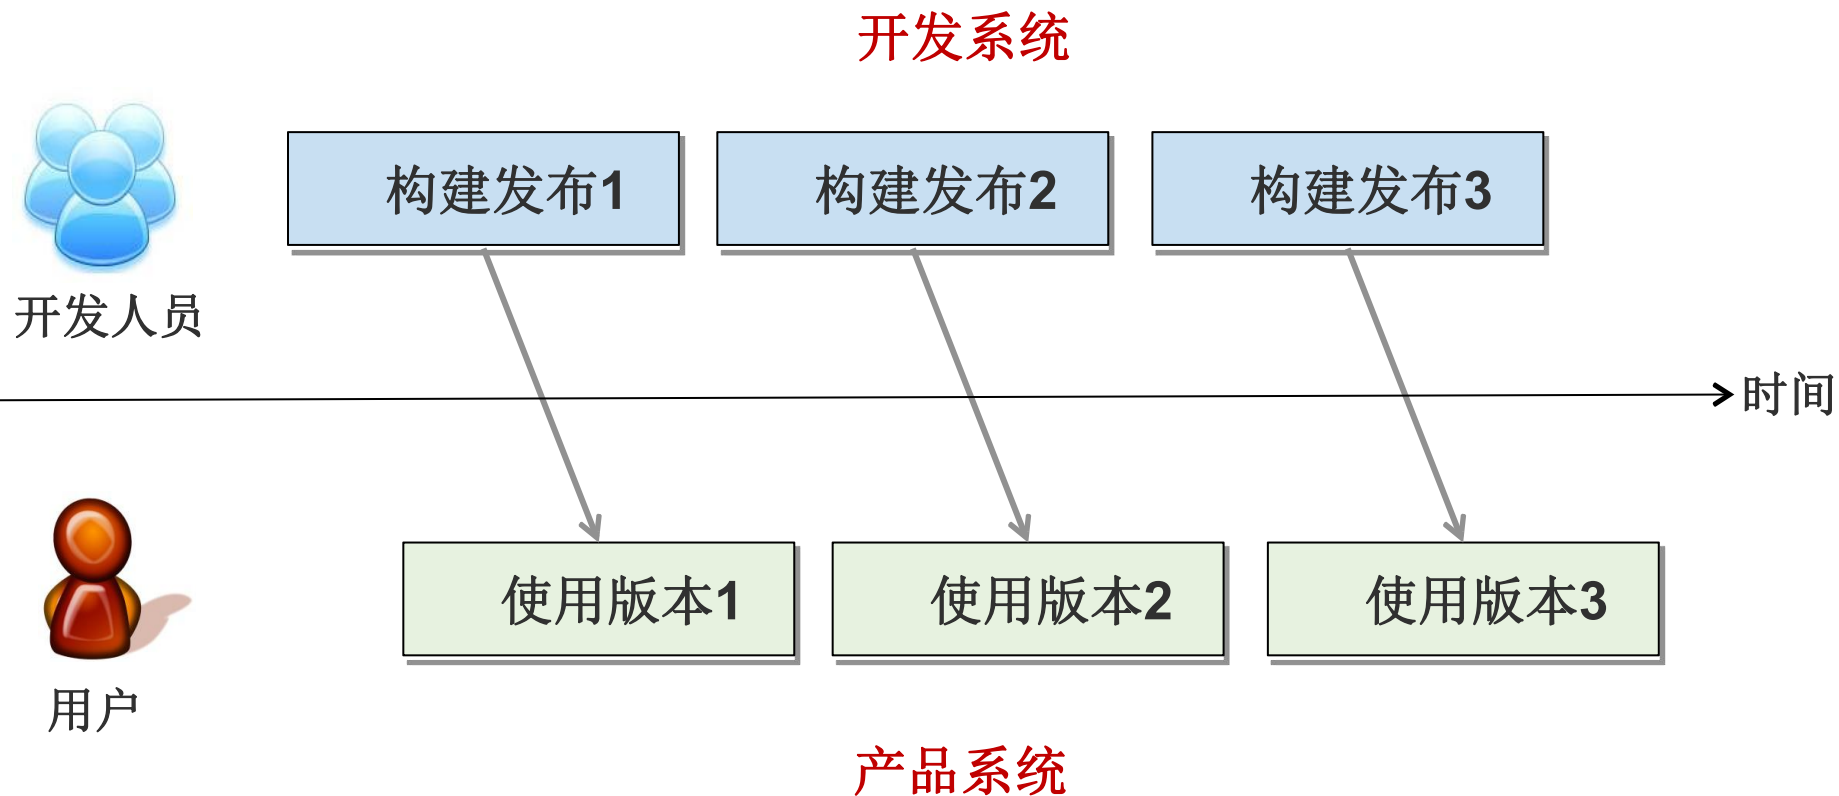 开发系统
构建发布1
构建发布2
构建发布3
开发人员
时间
使用版本1
使用版本2
使用版本3
用户
产品系统